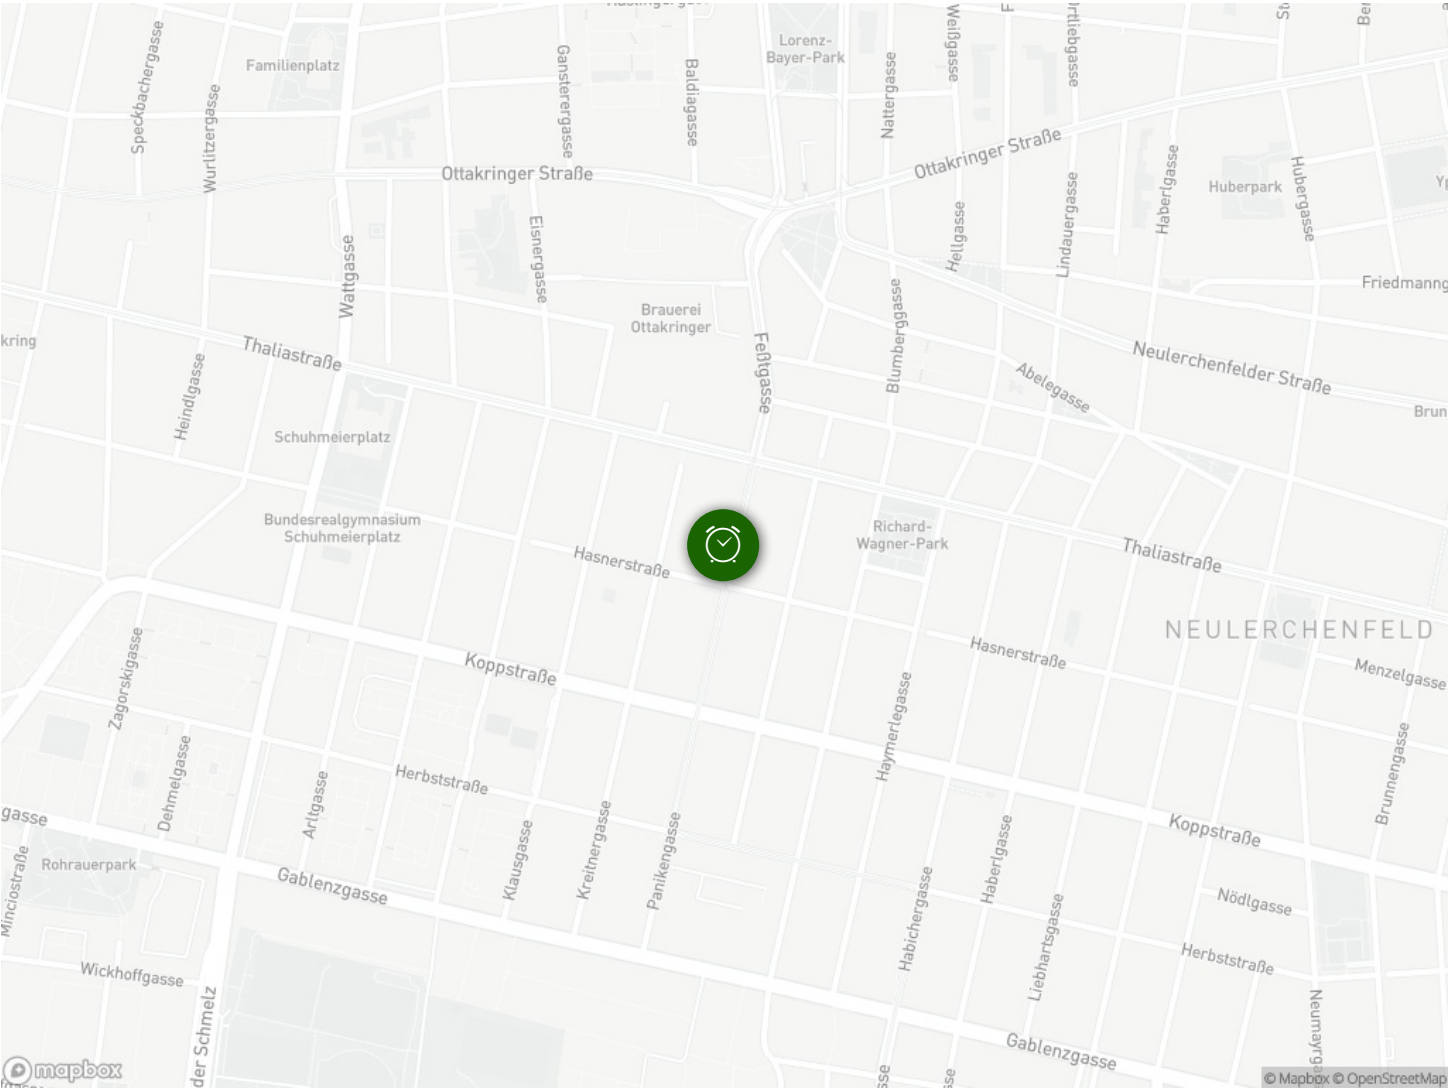 Familienplatz
Speckbachergasse
Wurlitzergasse
Gansterergasse
Baldiagasse
Lorenz-
Bayer-Park
Nattergasse
Weißgasse
Ottakringer Straße
Ottakringer Straße
Haberlgasse
Huberpark
Hubergasse
Eisnergasse
Hellgasse
Lindauergasse
Wattgasse
Friedmanng
Brauerei
Ottakringer
Blumberggasse
kring
Thaliastraße
Feßtgasse
Neulerchenfelder Straße
Abelegasse
Heindlgasse
Brun
Schuhmeierplatz
Bundesrealgymnasium
Schuhmeierplatz
Richard-
Wagner-Park
Hasnerstraße
Thaliastraße
NEULERCHENFELD
Hasnerstraße
Menzelgasse
Koppstraße
Zagorskigasse
Haymerlegasse
Brunnengasse
Dehmelgasse
Arltgasse
Herbststraße
gasse
Koppstraße
Klausgasse
Kreitnergasse
Panikengasse
Haberlgasse
Rohrauerpark
Minciostraße
Gablenzgasse
Habichergasse
Liebhartsgasse
Nödlgasse
Herbststraße
Wickhoffgasse
der Schmelz
Neumayrga
Gablenzgasse
mapbox
© Mapbox © OpenStreetMap